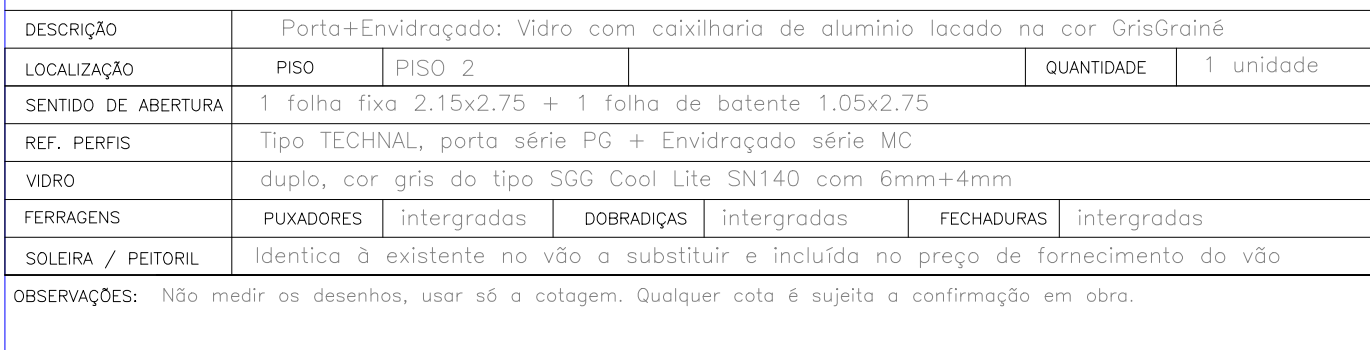 DESCRIÇÃO Porta+Envidraçado: Vidro com caixilharia de aluminio lacado na cor GrisGrainé
LOCALIZAÇÃO PISO PISO 2 QUANTIDADE 1 unidade
SENTIDO DE ABERTURA 1 folha fixa 2.15x2.75 + 1 folha de batente 1.05x2.75
REF. PERFIS Tipo TECHNAL, porta série PG + Envidraçado série MC
VIDRO duplo, cor gris do tipo SGG Cool Lite SN140 com 6mm+4mm
FERRAGENS PUXADORES intergradas DOBRADIÇAS intergradas FECHADURAS intergradas
SOLEIRA / PEITORIL Identica à existente no vão a substituir e incluída no preço de fornecimento do vão
OBSERVAÇÕES: Não medir os desenhos, usar só a cotagem. Qualquer cota é sujeita a confirmação em obra.